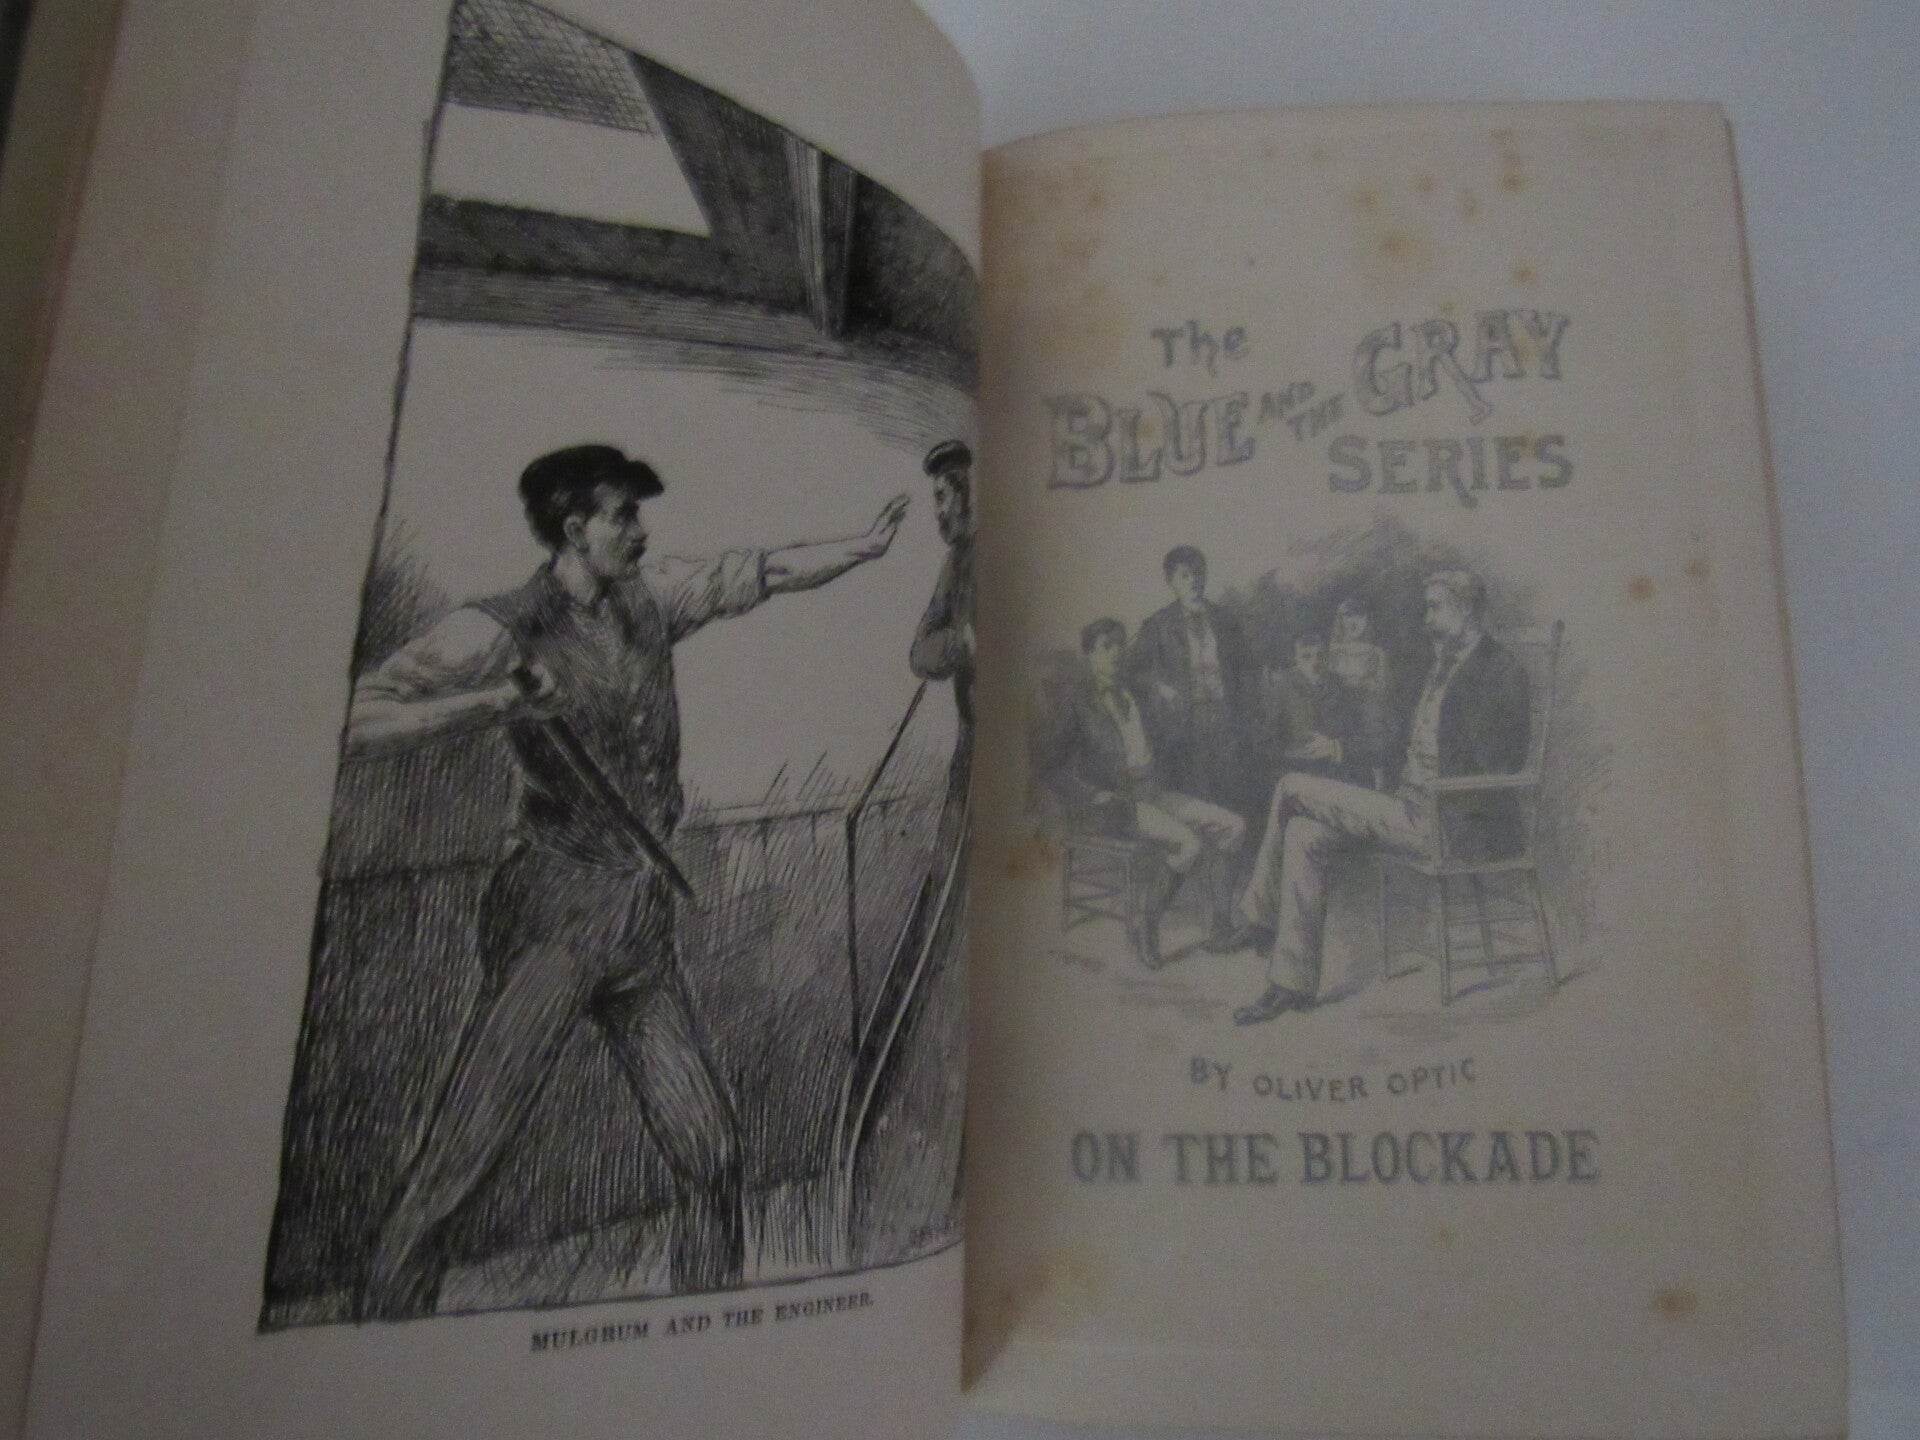 MULGRUM AND THE ENGINEER.
The
BLUE AND THE GRAY
SERIES
BY OLIVER OPTIC
ON THE BLOCKADE